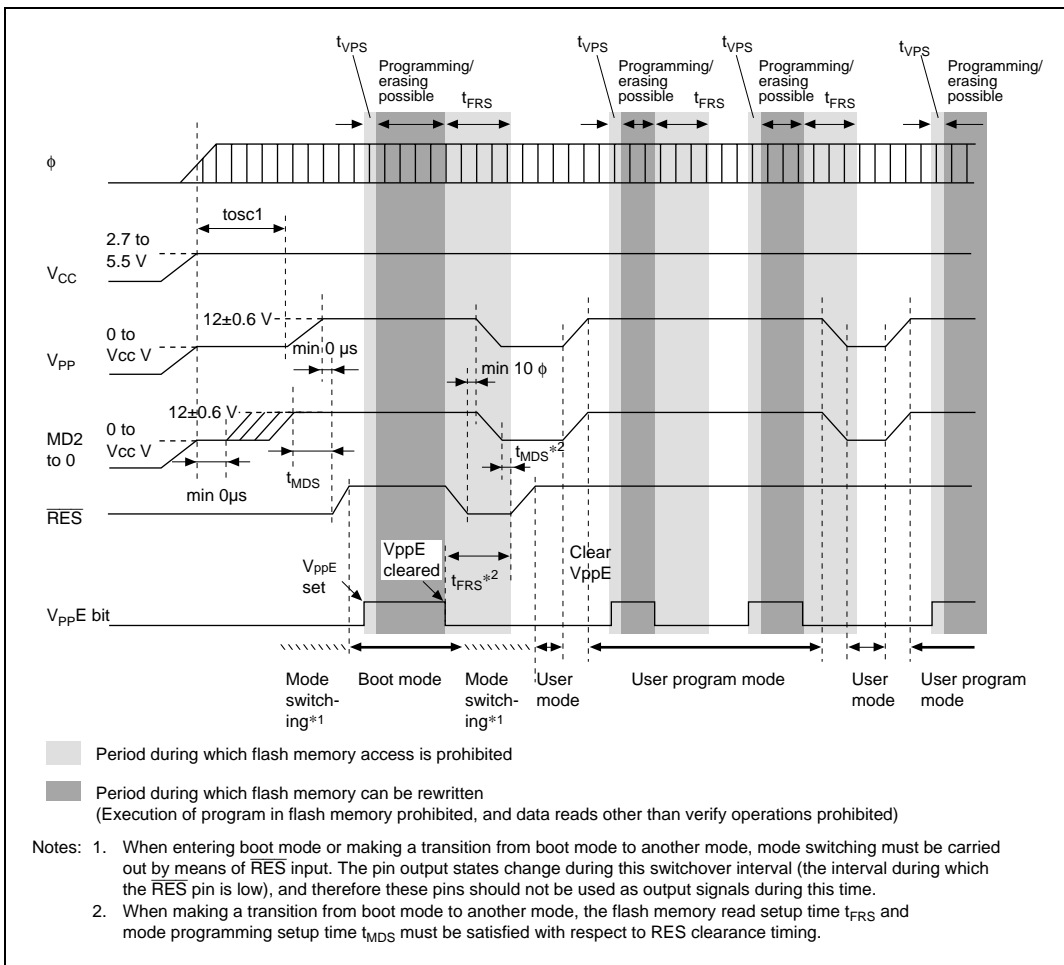 tVPS
Programming/
erasing
possible
tFRS
tVPS
Programming/
erasing
possible
tFRS
tVPS
Programming/
erasing
possible
tFRS
tVPS
Programming/
erasing
possible
φ
tosc1
2.7 to
5.5 V
VCC
12±0.6 V
0 to
Vcc V
VPP
min 0 μs
min 10 φ
12±0.6 V
MD2
to 0
0 to
Vcc V
tMDS
tMDS*2
min 0μs
RES
VppE
set
VppE
cleared
tFRS*2
Clear
VppE
VPPE bit
Mode
switch-
ing*1
Boot mode
Mode
switch-
ing*1
User
mode
User program mode
User
mode
User program
mode
Period during which flash memory access is prohibited
Period during which flash memory can be rewritten
(Execution of program in flash memory prohibited, and data reads other than verify operations prohibited)
Notes: 1. When entering boot mode or making a transition from boot mode to another mode, mode switching must be carried
out by means of RES input. The pin output states change during this switchover interval (the interval during which
the RES pin is low), and therefore these pins should not be used as output signals during this time.
2. When making a transition from boot mode to another mode, the flash memory read setup time tFRS and
mode programming setup time tMDS must be satisfied with respect to RES clearance timing.